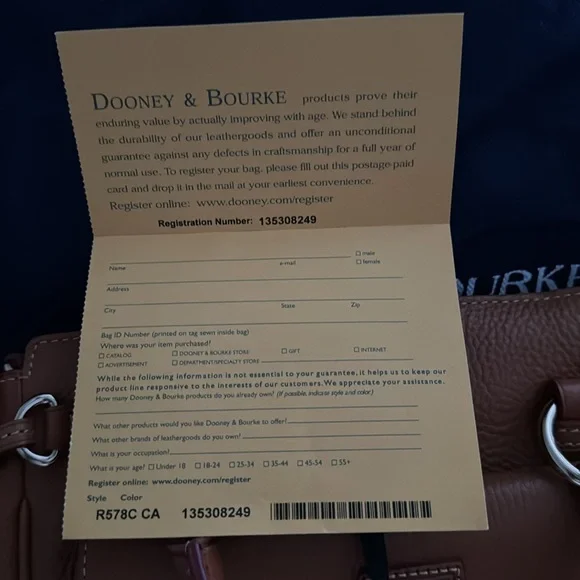 DOONEY & BOURKE products prove their
enduring value by actually improving with age. We stand behind
the durability of our leathergoods and offer an unconditional
guarantee against any defects in craftsmanship for a full year of
normal use. To register your bag, please fill out this postage-paid
card and drop it in the mail at your earliest convenience.
Register online: www.dooney.com/register
Registration Number: 135308249
☐ male
Name e-mail ☐ female
Address
City State Zip
Bag ID Number (printed on tag sewn inside bag)
Where was your item purchased?
☐ CATALOG ☐ DOONEY & BOURKE STORE ☐ GIFT ☐ INTERNET
☐ ADVERTISEMENT ☐ DEPARTMENT/SPECIALTY STORE
While the following information is not essential to your guarantee, it helps us to keep our
product line responsive to the interests of our customers. We appreciate your assistance.
How many Dooney & Bourke products do you already own? (If possible, indicate style and color)
What other products would you like Dooney & Bourke to offer?
What other brands of leathergoods do you own?
What is your occupation?
What is your age? ☐ Under 18 ☐ 18-24 ☐ 25-34 ☐ 35-44 ☐ 45-54 ☐ 55+
Register online: www.dooney.com/register
Style Color
R578C CA 135308249
OURKE